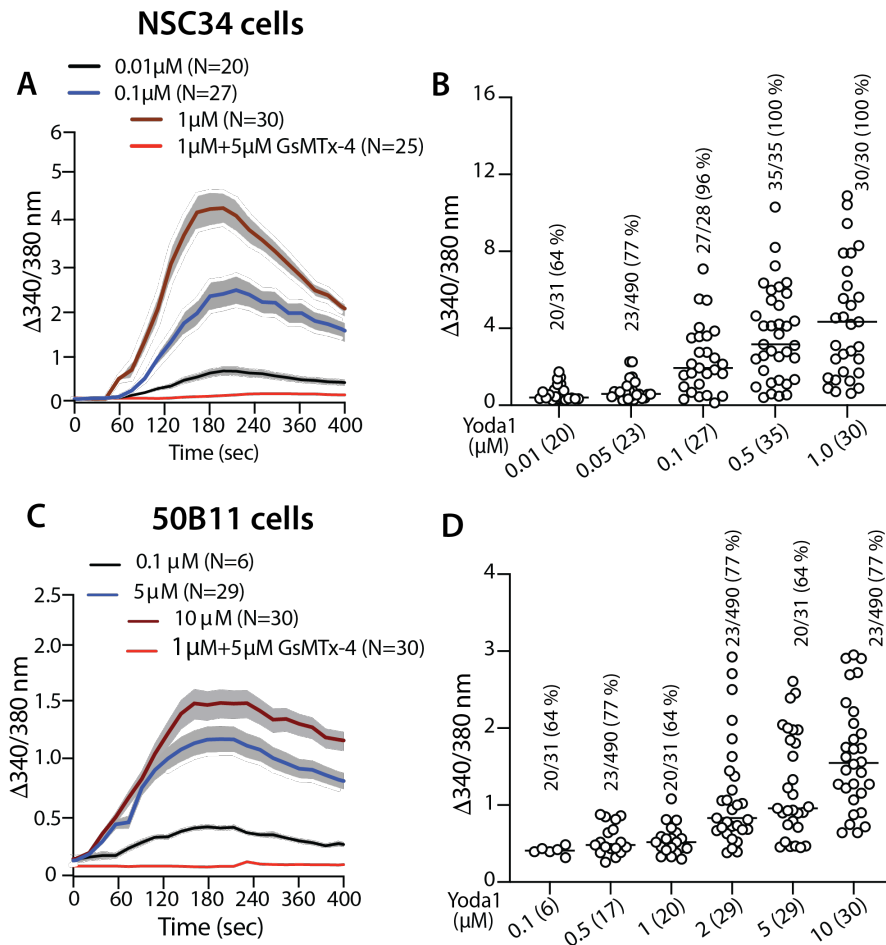 NSC34 cells
A
0.01μM (N=20)
0.1μM (N=27)
1μM (N=30)
1μM+5μM GsMTx-4 (N=25)
Δ340/380 nm
6
5
4
3
2
1
0
0 60 120 180 240 360 400
Time (sec)
B
Δ340/380 nm
16
12
8
4
0
20/31 (64 %)
23/490 (77 %)
27/28 (96 %)
35/35 (100 %)
30/30 (100 %)
Yoda1
(μM)
0.01 (20)
0.05 (23)
0.1 (27)
0.5 (35)
1.0 (30)
50B11 cells
C
0.1 μM (N=6)
5μM (N=29)
10μM (N=30)
1μM+5μM GsMTx-4 (N=30)
Δ340/380 nm
2.5
2.0
1.5
1.0
0.5
0
0 60 120 180 240 360 400
Time (sec)
D
Δ340/380 nm
4
3
2
1
0
20/31 (64 %)
23/490 (77 %)
20/31 (64 %)
23/490 (77 %)
20/31 (64 %)
23/490 (77 %)
Yoda1
(μM)
0.1 (6)
0.5 (17)
1 (20)
2 (29)
5 (29)
10 (30)